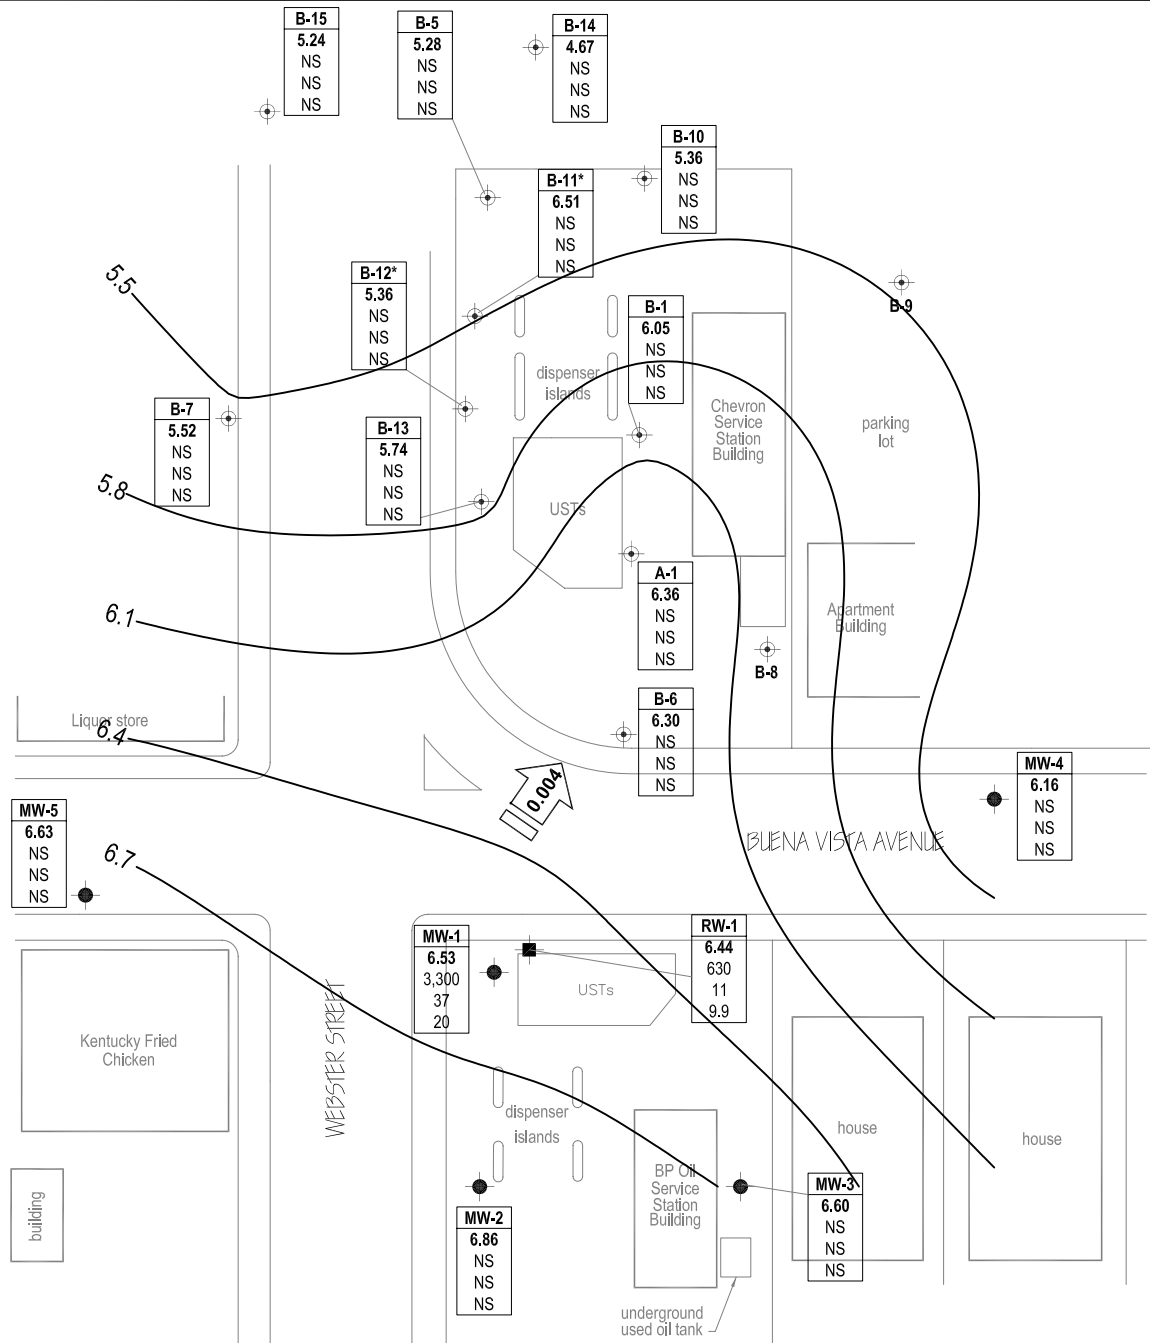 B-15
5.24
NS
NS
NS
B-5
5.28
NS
NS
NS
B-14
4.67
NS
NS
NS
B-10
5.36
NS
NS
NS
B-11*
6.51
NS
NS
NS
5.5
B-12*
5.36
NS
NS
NS
B-9
B-1
6.05
NS
NS
NS
dispenser
islands
Chevron
Service
Station
Building
parking
lot
B-7
5.52
NS
NS
NS
B-13
5.74
NS
NS
NS
5.8
USTs
A-1
6.36
NS
NS
NS
6.1
Apartment
Building
B-8
B-6
6.30
NS
NS
NS
Liquor store
6.4
0.004
MW-4
6.16
NS
NS
NS
MW-5
6.63
NS
NS
NS
BUENA VISTA AVENUE
6.7
MW-1
6.53
3,300
37
20
RW-1
6.44
630
11
9.9
USTs
WEBSTER STREET
Kentucky Fried
Chicken
dispenser
islands
house
house
BP Oil
Service
Station
Building
MW-3
6.60
NS
NS
NS
building
MW-2
6.86
NS
NS
NS
underground
used oil tank